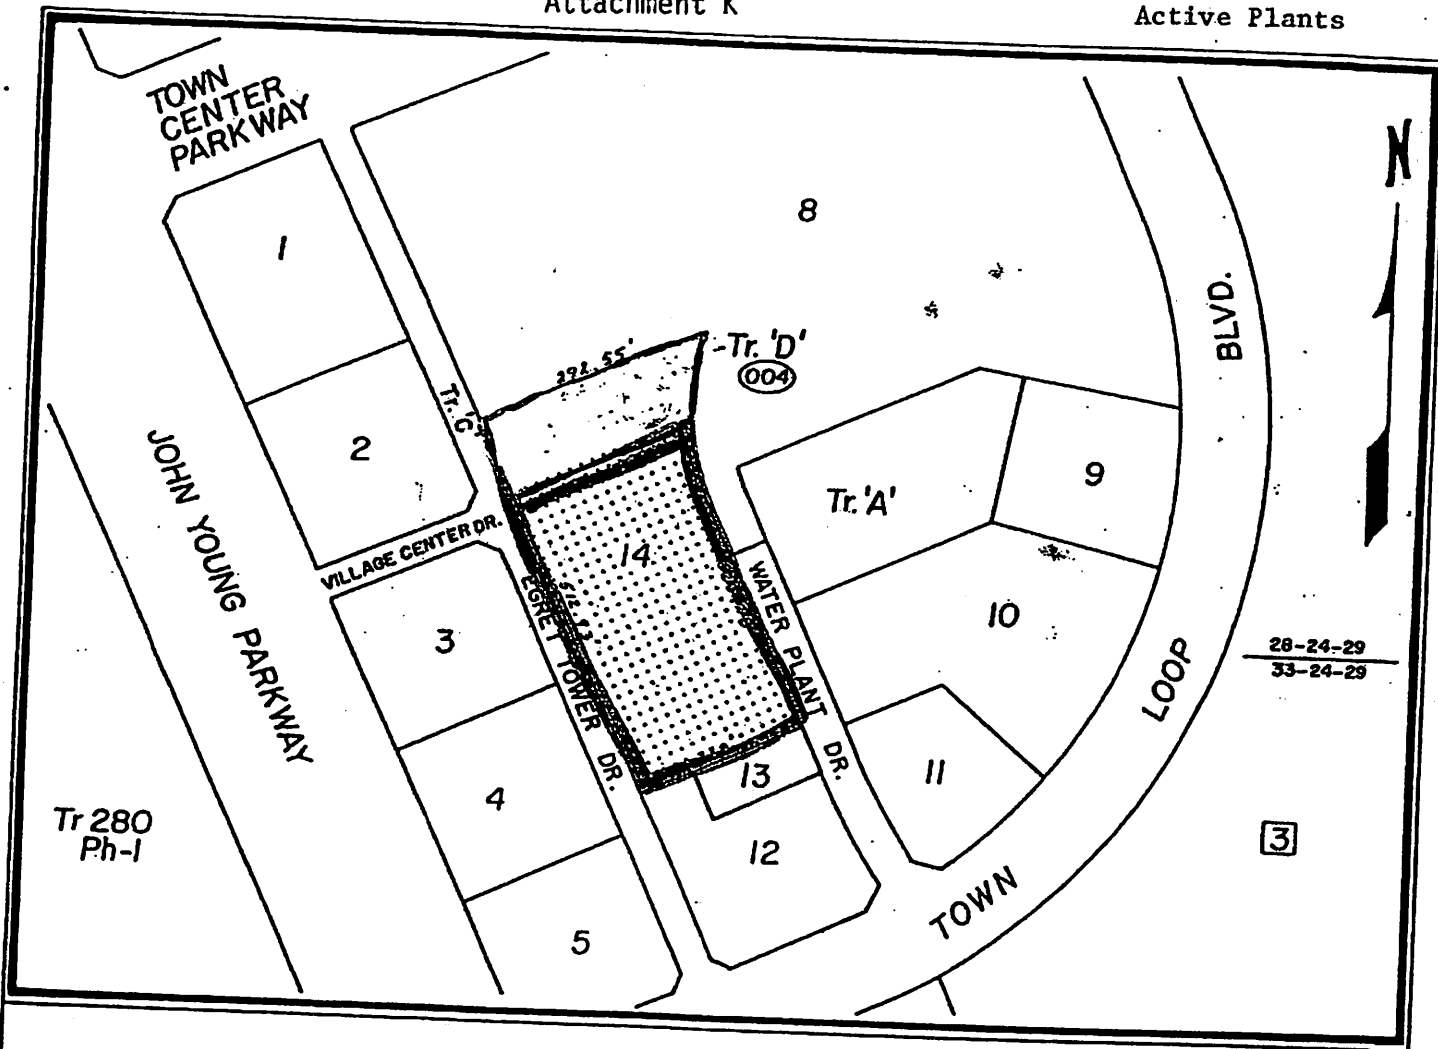 Attachment K
Active Plants
TOWN
CENTER
PARKWAY
N
1
8
BLVD.
292.55'
Tr. 'D'
004
Tr. 'C'
2
JOHN YOUNG PARKWAY
Tr. 'A'
9
VILLAGE CENTER DR.
14
EGRET TOWER DR.
WATER PLANT DR.
3
10
28-24-29
33-24-29
LOOP
13
11
4
Tr 280
Ph-1
3
12
TOWN
5